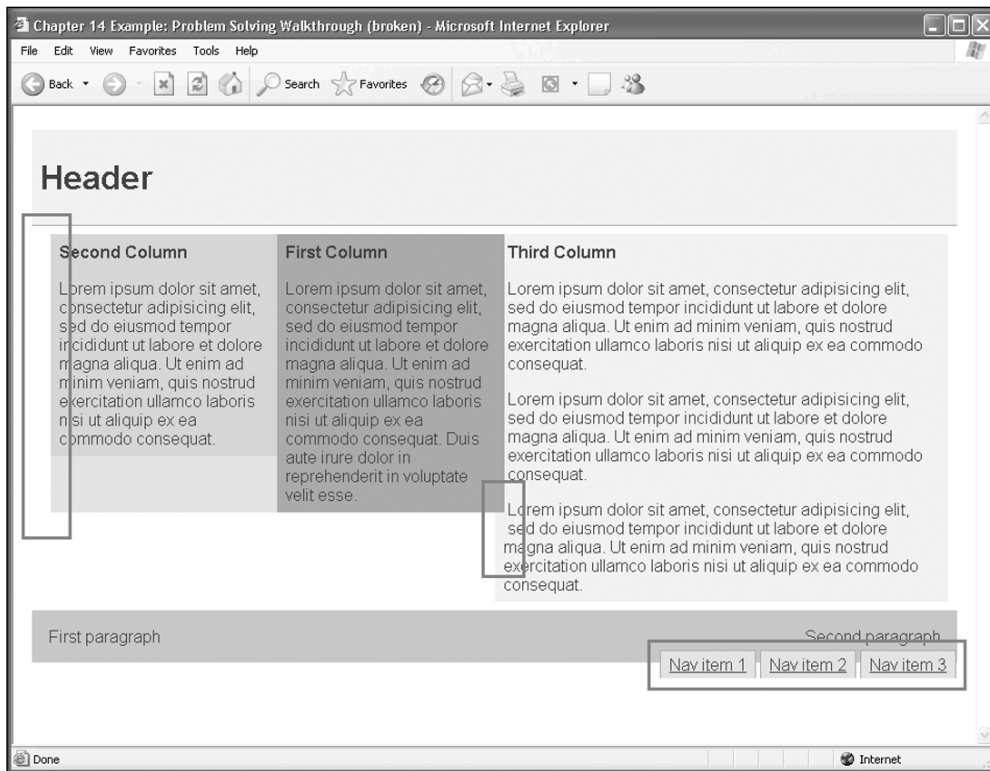 Chapter 14 Example: Problem Solving Walkthrough (broken) - Microsoft Internet Explorer
File Edit View Favorites Tools Help
Back Search Favorites
Header
Second Column
Lorem ipsum dolor sit amet,
consectetur adipisicing elit,
sed do eiusmod tempor
incididunt ut labore et dolore
magna aliqua. Ut enim ad
minim veniam, quis nostrud
exercitation ullamco laboris
nisi ut aliquip ex ea
commodo consequat.
First Column
Lorem ipsum dolor sit amet,
consectetur adipisicing elit,
sed do eiusmod tempor
incididunt ut labore et dolore
magna aliqua. Ut enim ad
minim veniam, quis nostrud
exercitation ullamco laboris
nisi ut aliquip ex ea
commodo consequat. Duis
aute irure dolor in
reprehenderit in voluptate
velit esse.
Third Column
Lorem ipsum dolor sit amet, consectetur adipisicing elit,
sed do eiusmod tempor incididunt ut labore et dolore
magna aliqua. Ut enim ad minim veniam, quis nostrud
exercitation ullamco laboris nisi ut aliquip ex ea commodo
consequat.
Lorem ipsum dolor sit amet, consectetur adipisicing elit,
sed do eiusmod tempor incididunt ut labore et dolore
magna aliqua. Ut enim ad minim veniam, quis nostrud
exercitation ullamco laboris nisi ut aliquip ex ea commodo
consequat.
Lorem ipsum dolor sit amet, consectetur adipisicing elit,
sed do eiusmod tempor incididunt ut labore et dolore
magna aliqua. Ut enim ad minim veniam, quis nostrud
exercitation ullamco laboris nisi ut aliquip ex ea commodo
consequat.
First paragraph
Second paragraph
Nav item 1 Nav item 2 Nav item 3
Done
Internet